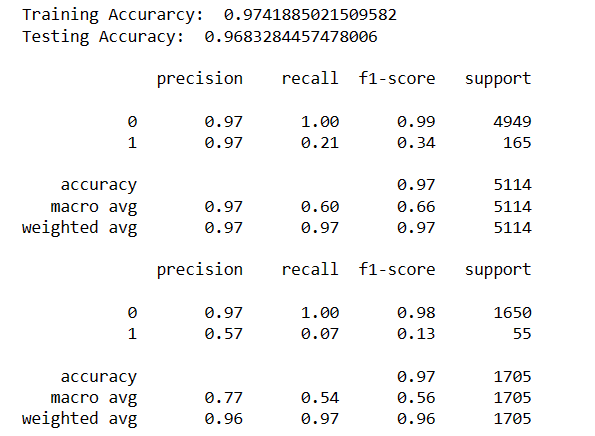 Training Accurarcy:  0.9741885021509582
Testing Accuracy:  0.9683284457478006
precision    recall  f1-score   support
0       0.97      1.00      0.99      4949
1       0.97      0.21      0.34       165
accuracy                           0.97      5114
macro avg       0.97      0.60      0.66      5114
weighted avg       0.97      0.97      0.97      5114
precision    recall  f1-score   support
0       0.97      1.00      0.98      1650
1       0.57      0.07      0.13        55
accuracy                           0.97      1705
macro avg       0.77      0.54      0.56      1705
weighted avg       0.96      0.97      0.96      1705